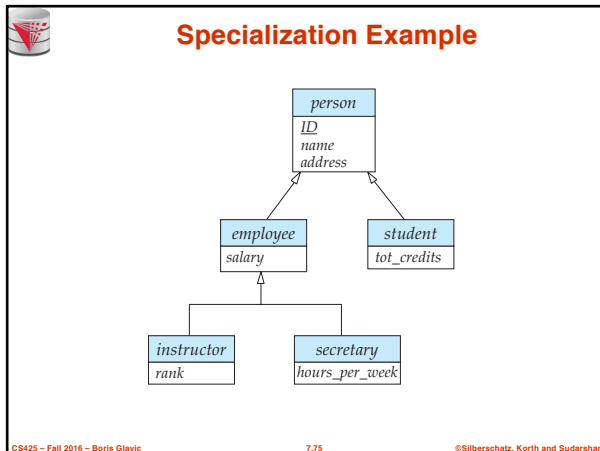 Specialization Example
person
ID
name
address
employee
salary
student
tot_credits
instructor
rank
secretary
hours_per_week
CS425 – Fall 2016 – Boris Glavic
7.75
©Silberschatz, Korth and Sudarshan